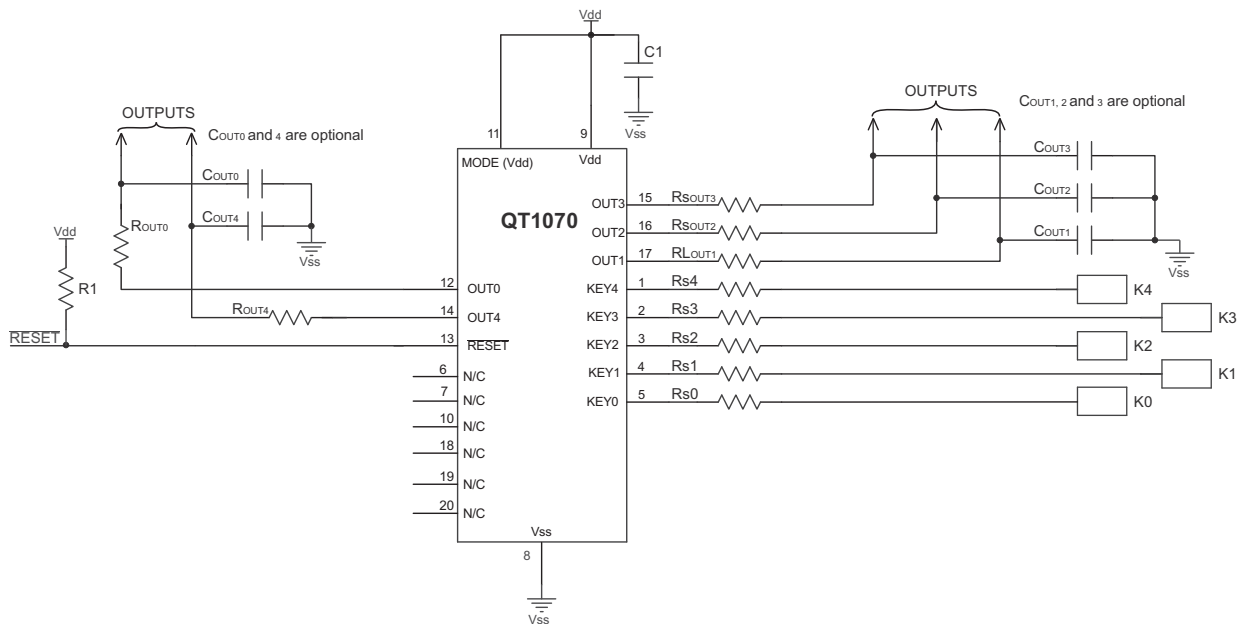 Vdd
C1
Vss
OUTPUTS
COUT0 and 4 are optional
COUT0
COUT4
Vss
ROUT0
Vdd
R1
ROUT4
RESET
OUTPUTS
COUT1, 2 and 3 are optional
COUT3
COUT2
COUT1
Vss
11
9
MODE (Vdd)
Vdd
QT1070
OUT3 15 RSOUT3
OUT2 16 RSOUT2
OUT1 17 RLOUT1
KEY4 1 Rs4 K4
KEY3 2 Rs3 K3
KEY2 3 Rs2 K2
KEY1 4 Rs1 K1
KEY0 5 Rs0 K0
12 OUT0
14 OUT4
13 RESET
6 N/C
7 N/C
10 N/C
18 N/C
19 N/C
20 N/C
Vss
8
Vss